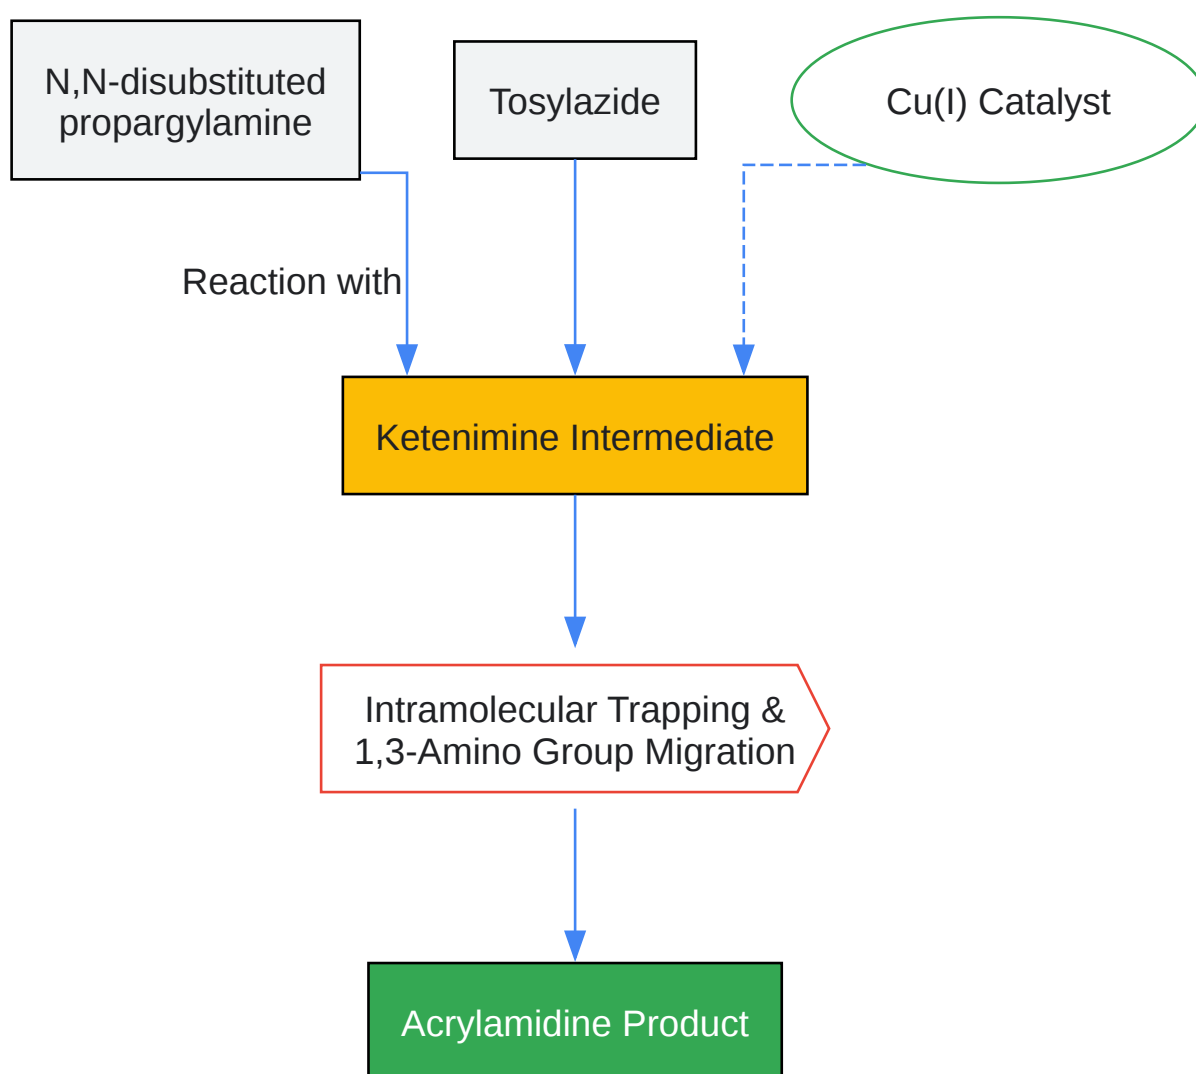 N,N-disubstituted
propargylamine
Tosylazide
Cu(I) Catalyst
Reaction with
Ketenimine Intermediate
Intramolecular Trapping &
1,3-Amino Group Migration
Acrylamidine Product